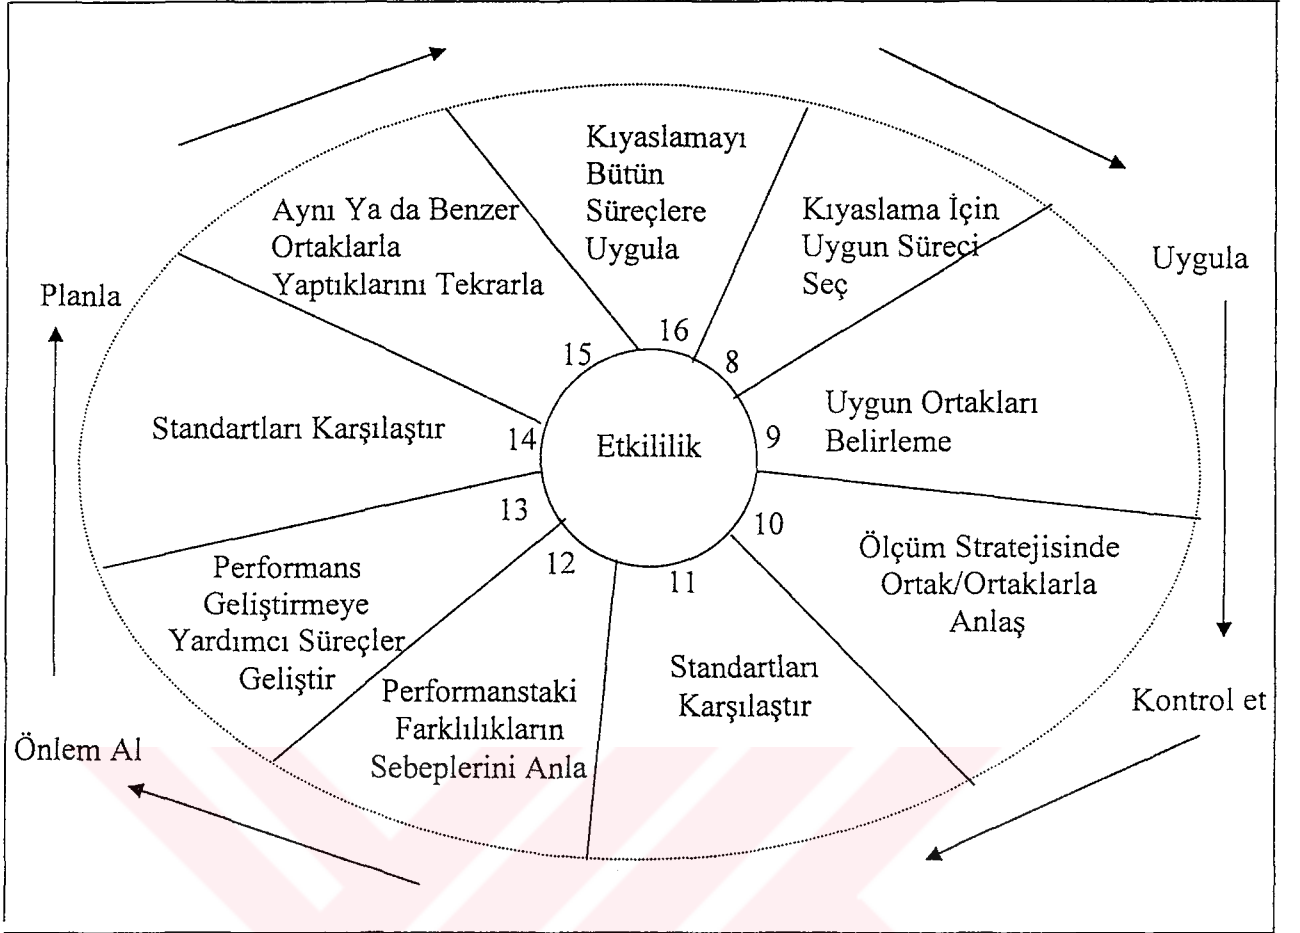 Kıyaslamayı
Bütün
Süreçlere
Uygula
Aynı Ya da Benzer
Ortaklarla
Yaptıklarını Tekrarla
Kıyaslama İçin
Uygun Süreci
Seç
Uygula
Planla
16
15
8
Uygun Ortakları
Belirleme
Standartları Karşılaştır
14
Etkililik
9
13
10
Ölçüm Stratejisinde
Ortak/Ortaklarla
Anlaş
12
11
Performans
Geliştirmeye
Yardımcı Süreçler
Geliştir
Standartları
Karşılaştır
Performanstaki
Farklılıkların
Sebeplerini Anla
Kontrol et
Önlem Al